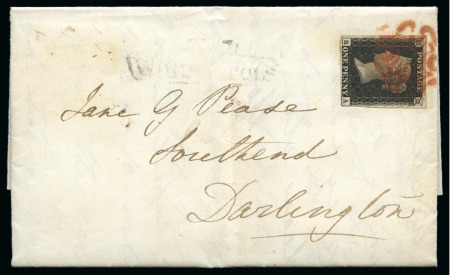 POSTAGE
ONE PENNY
Jane G Pease
Southend
Darlington